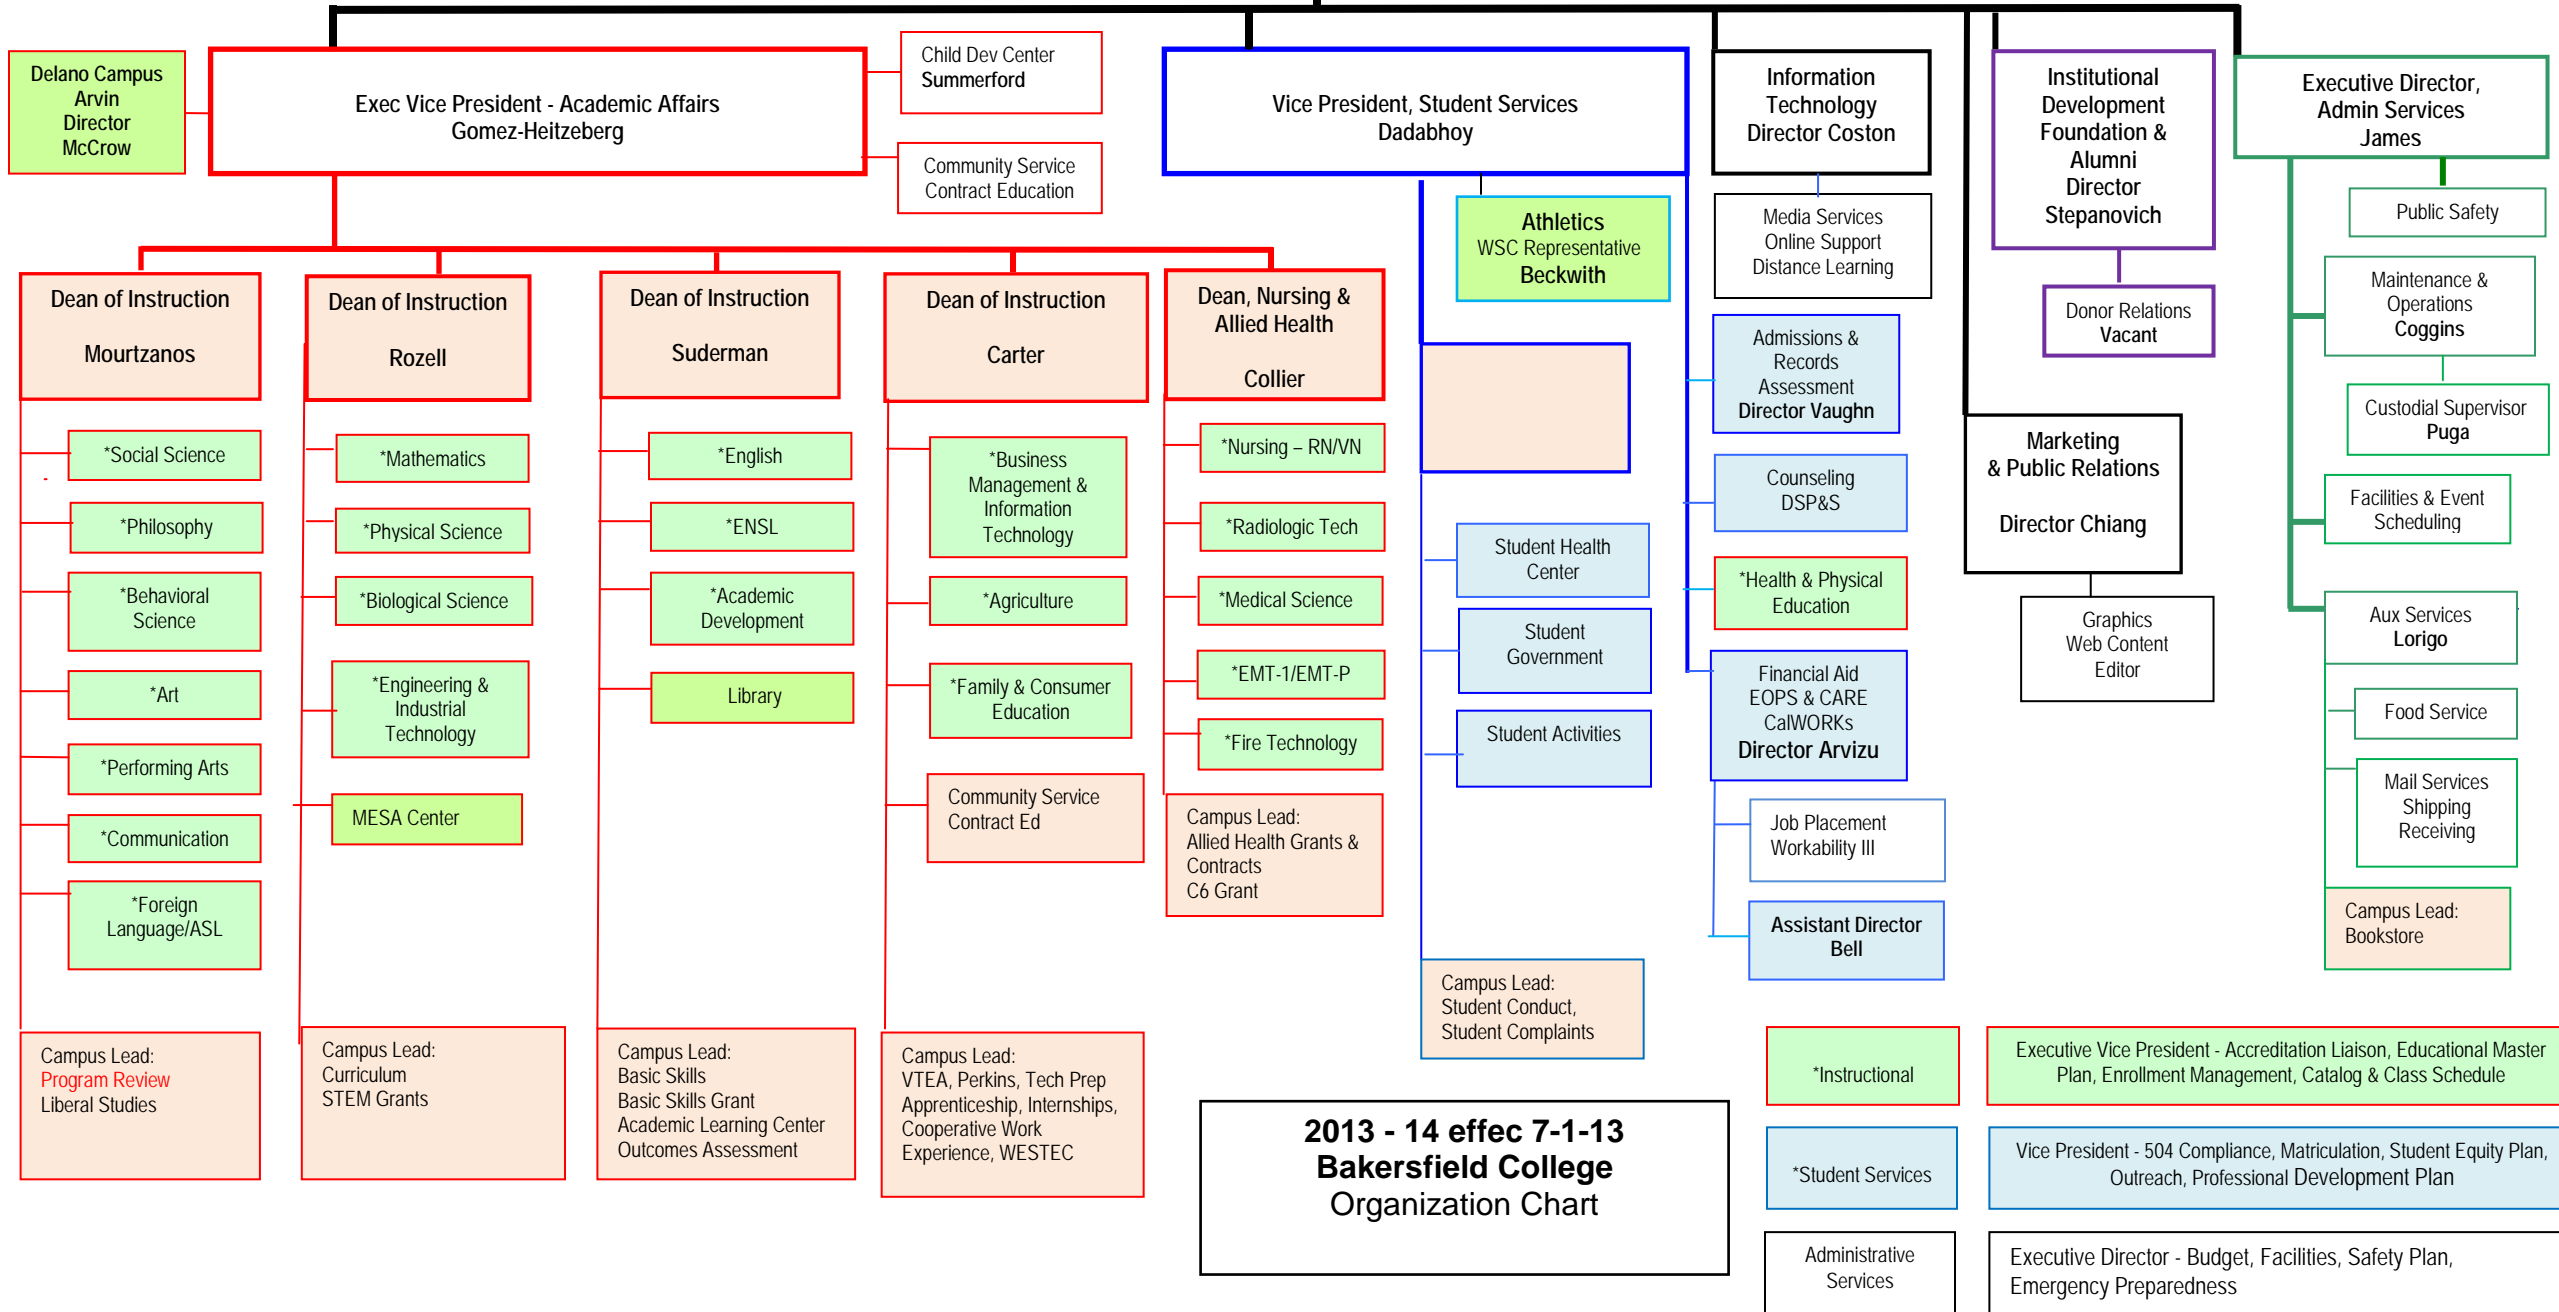 Delano Campus
Arvin
Director
McCrow
Exec Vice President - Academic Affairs
Gomez-Heitzeberg
Child Dev Center
Summerford
Community Service
Contract Education
Vice President, Student Services
Dadabhoy
Information
Technology
Director Coston
Institutional
Development
Foundation &
Alumni
Director
Stepanovich
Executive Director,
Admin Services
James
Athletics
WSC Representative
Beckwith
Media Services
Online Support
Distance Learning
Donor Relations
Vacant
Public Safety
Maintenance &
Operations
Coggins
Custodial Supervisor
Puga
Facilities & Event
Scheduling
Aux Services
Lorigo
Food Service
Mail Services
Shipping
Receiving
Campus Lead:
Bookstore
Marketing
& Public Relations
Director Chiang
Graphics
Web Content
Editor
Dean of Instruction
Mourtzanos
*Social Science
-
*Philosophy
*Behavioral
Science
*Art
*Performing Arts
*Communication
*Foreign
Language/ASL
Campus Lead:
Program Review
Liberal Studies
Dean of Instruction
Rozell
*Mathematics
*Physical Science
*Biological Science
*Engineering &
Industrial
Technology
MESA Center
Campus Lead:
Curriculum
STEM Grants
Dean of Instruction
Suderman
*English
*ENSL
*Academic
Development
Library
Campus Lead:
Basic Skills
Basic Skills Grant
Academic Learning Center
Outcomes Assessment
Dean of Instruction
Carter
*Business
Management &
Information
Technology
*Agriculture
*Family & Consumer
Education
Community Service
Contract Ed
Campus Lead:
VTEA, Perkins, Tech Prep
Apprenticeship, Internships,
Cooperative Work
Experience, WESTEC
Dean, Nursing &
Allied Health
Collier
*Nursing – RN/VN
*Radiologic Tech
*Medical Science
*EMT-1/EMT-P
*Fire Technology
Campus Lead:
Allied Health Grants &
Contracts
C6 Grant
Student Health
Center
Student
Government
Student Activities
Campus Lead:
Student Conduct,
Student Complaints
Admissions &
Records
Assessment
Director Vaughn
Counseling
DSP&S
*Health & Physical
Education
Financial Aid
EOPS & CARE
CalWORKs
Director Arvizu
Job Placement
Workability III
Assistant Director
Bell
2013 - 14 effec 7-1-13
Bakersfield College
Organization Chart
*Instructional
Executive Vice President - Accreditation Liaison, Educational Master
Plan, Enrollment Management, Catalog & Class Schedule
*Student Services
Vice President - 504 Compliance, Matriculation, Student Equity Plan,
Outreach, Professional Development Plan
Administrative
Services
Executive Director - Budget, Facilities, Safety Plan,
Emergency Preparedness